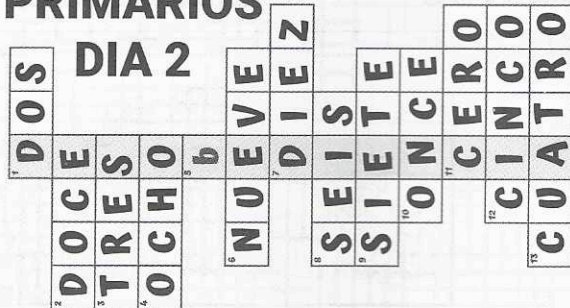 PRIMARIOS
DIA 2
1 DOS
2 DOCE
3 TRES
4 OCHO
5 b
6 NUEVE
7 DIEZ
8 SEIS
9 SIETE
10 ONCE
11 CERO
12 CINCO
13 CUATRO